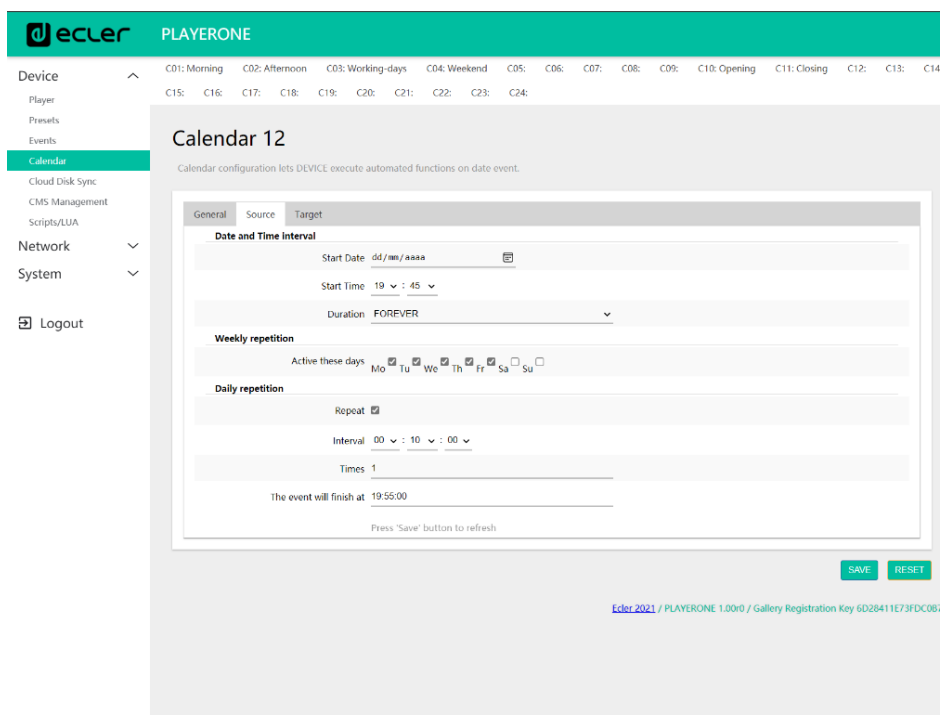 ecler PLAYERONE
Device
Player
Presets
Events
Calendar
Cloud Disk Sync
CMS Management
Scripts/LUA
Network
System
Logout
C01: Morning C02: Afternoon C03: Working-days C04: Weekend C05: C06: C07: C08: C09: C10: Opening C11: Closing C12: C13: C14
C15: C16: C17: C18: C19: C20: C21: C22: C23: C24:
Calendar 12
Calendar configuration lets DEVICE execute automated functions on date event.
General Source Target
Date and Time interval
Start Date dd/mm/aaaa
Start Time 19 : 45
Duration FOREVER
Weekly repetition
Active these days Mo Tu We Th Fr Sa Su
Daily repetition
Repeat
Interval 00 : 10 : 00
Times 1
The event will finish at 19:55:00
Press 'Save' button to refresh
SAVE RESET
Ecler 2021 / PLAYERONE 1.00r0 / Gallery Registration Key 6D28411E73FDC0B7